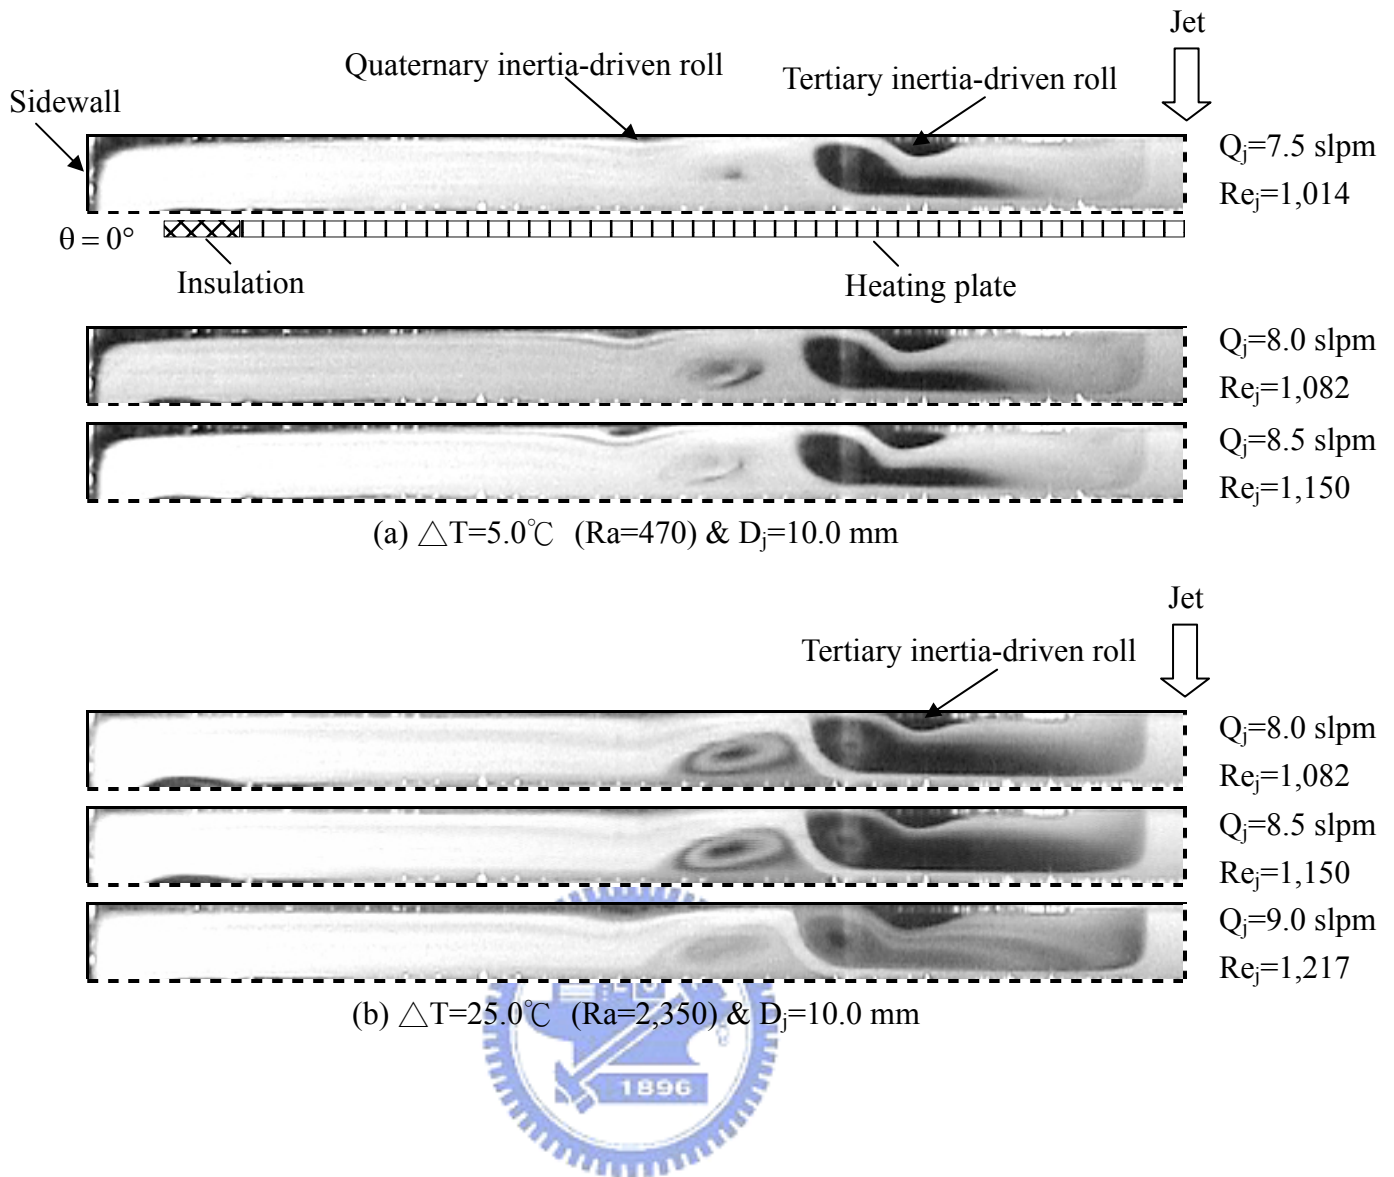 Jet
Quaternary inertia-driven roll
Tertiary inertia-driven roll
Sidewall
Qj=7.5 slpm
Rej=1,014
θ = 0°
Insulation
Heating plate
Qj=8.0 slpm
Rej=1,082
Qj=8.5 slpm
Rej=1,150
(a) △T=5.0℃ (Ra=470) & Dj=10.0 mm
Jet
Tertiary inertia-driven roll
Qj=8.0 slpm
Rej=1,082
Qj=8.5 slpm
Rej=1,150
Qj=9.0 slpm
Rej=1,217
(b) △T=25.0℃ (Ra=2,350) & Dj=10.0 mm
1896